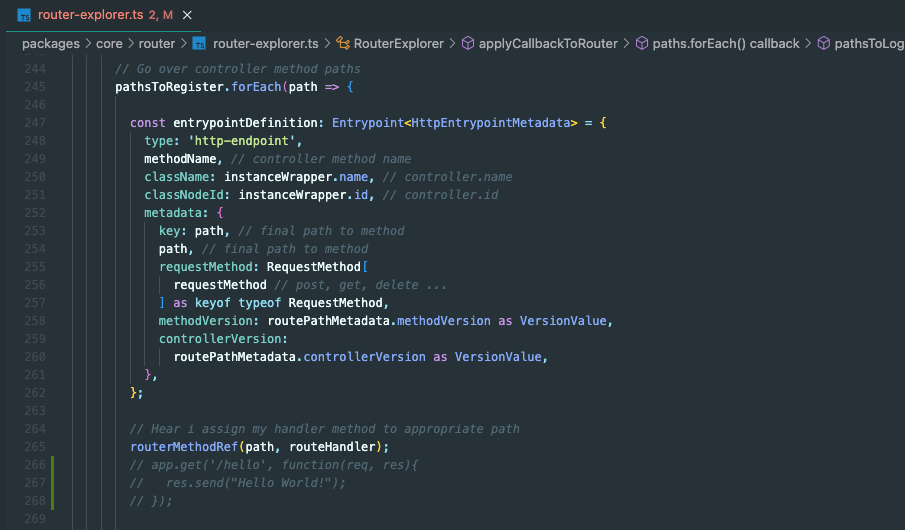 TS router-explorer.ts 2, M ×
packages > core > router > TS router-explorer.ts > RouterExplorer > applyCallbackToRouter > paths.forEach() callback > pathsToLog
244 // Go over controller method paths
245 pathsToRegister.forEach(path => {
246
247 const entrypointDefinition: Entrypoint<HttpEntrypointMetadata> = {
248 type: 'http-endpoint',
249 methodName, // controller method name
250 className: instanceWrapper.name, // controller.name
251 classNodeId: instanceWrapper.id, // controller.id
252 metadata: {
253 key: path, // final path to method
254 path, // final path to method
255 requestMethod: RequestMethod[
256 requestMethod // post, get, delete ...
257 ] as keyof typeof RequestMethod,
258 methodVersion: routePathMetadata.methodVersion as VersionValue,
259 controllerVersion:
260 routePathMetadata.controllerVersion as VersionValue,
261 },
262 };
263
264 // Hear i assign my handler method to appropriate path
265 routerMethodRef(path, routeHandler);
266 // app.get('/hello', function(req, res){
267 //   res.send("Hello World!");
268 // });
269